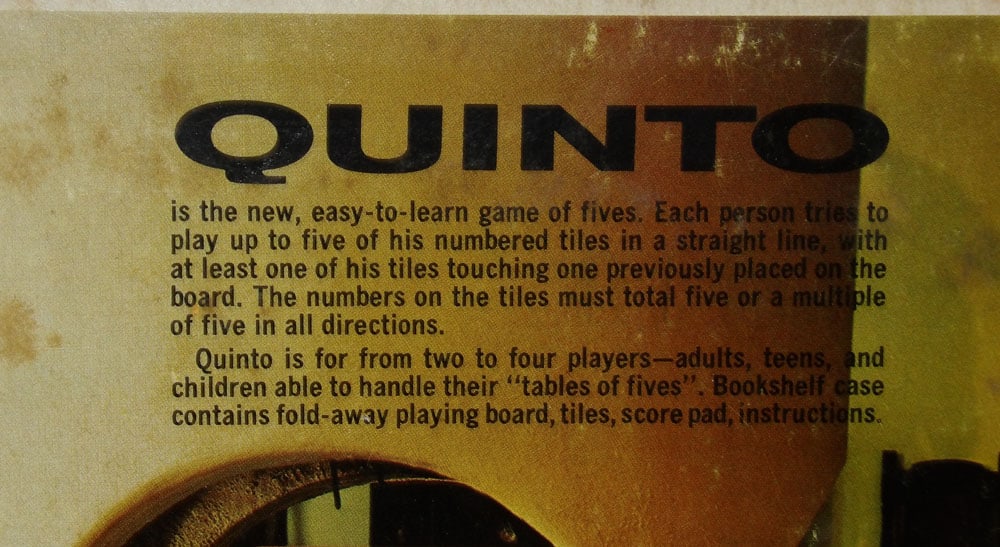 QUINTO
is the new, easy-to-learn game of fives. Each person tries to
play up to five of his numbered tiles in a straight line, with
at least one of his tiles touching one previously placed on the
board. The numbers on the tiles must total five or a multiple
of five in all directions.
Quinto is for from two to four players—adults, teens, and
children able to handle their “tables of fives”. Bookshelf case
contains fold-away playing board, tiles, score pad, instructions.